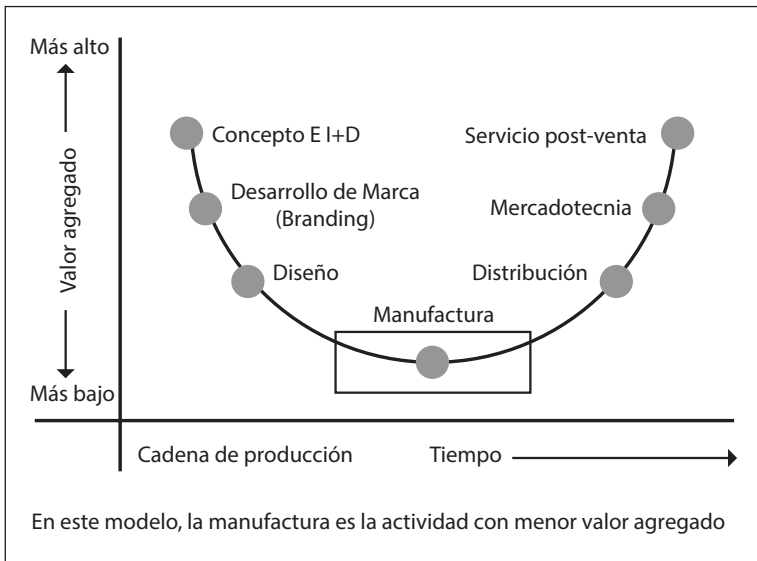 Más alto
Valor agregado
Más bajo
Concepto E I+D
Servicio post-venta
Desarrollo de Marca
(Branding)
Mercadotecnia
Diseño
Distribución
Manufactura
Cadena de producción
Tiempo
En este modelo, la manufactura es la actividad con menor valor agregado